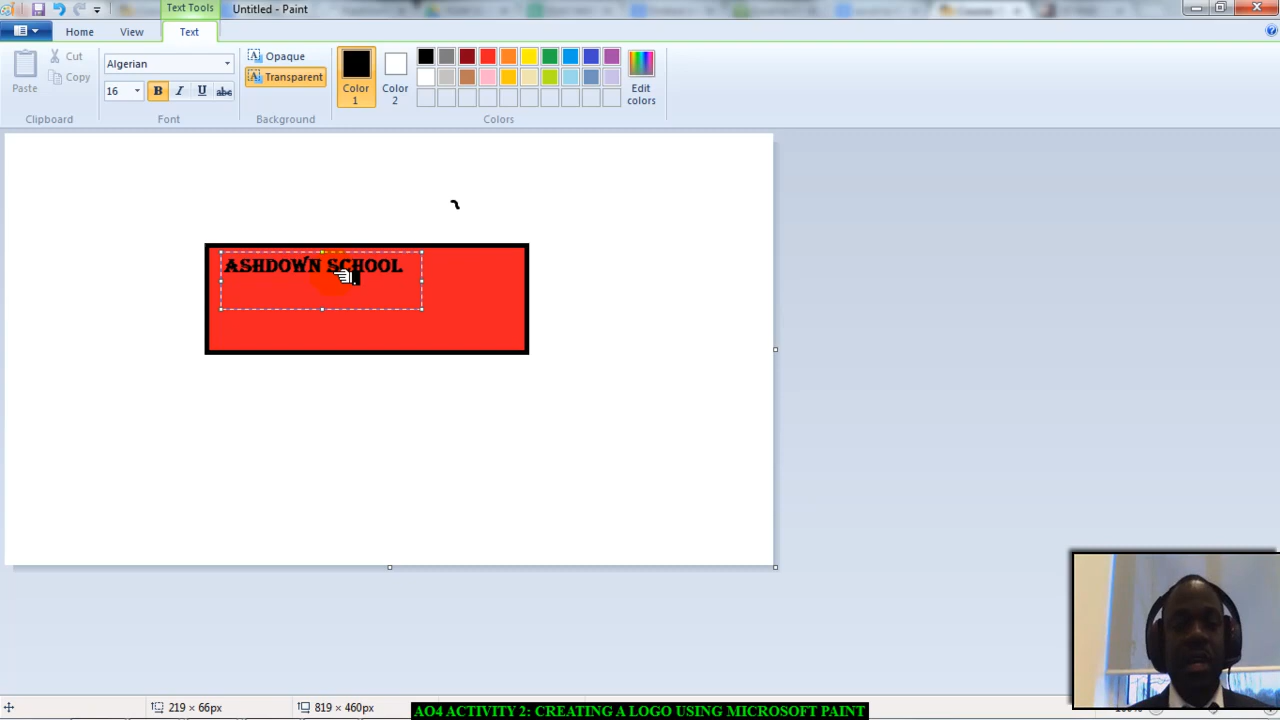 Text Tools
Untitled - Paint
Home
View
Text
Paste
Cut
Copy
Clipboard
Algerian
16
B
I
U
abc
Font
Opaque
Transparent
Background
Color 1
Color 2
Edit colors
Colors
ASHDOWN SCHOOL
219 × 66px
819 × 460px
AO4 ACTIVITY 2: CREATING A LOGO USING MICROSOFT PAINT